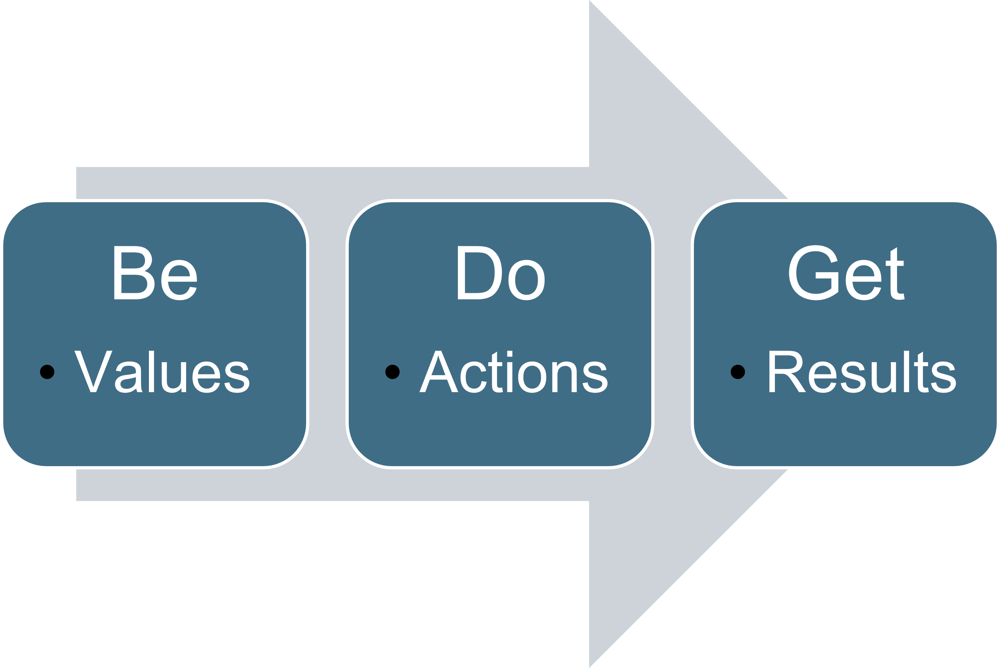 Be
• Values
Do
• Actions
Get
• Results